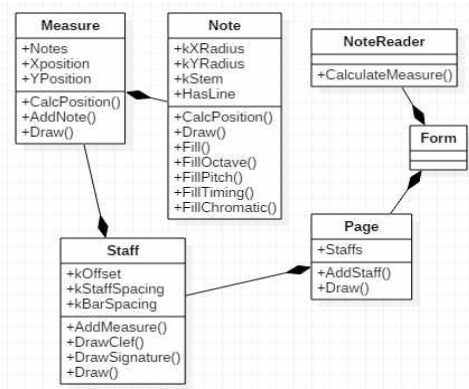 Measure
+Notes
+Xposition
+YPosition
+CalcPosition()
+AddNote()
+Draw()
Note
+kXRadius
+kYRadius
+kStem
+HasLine
+CalcPosition()
+Draw()
+Fill()
+FillOctave()
+FillPitch()
+FillTiming()
+FillChromatic()
NoteReader
+CalculateMeasure()
Form
Staff
+kOffset
+kStaffSpacing
+kBarSpacing
+AddMeasure()
+DrawClef()
+DrawSignature()
+Draw()
Page
+Staffs
+AddStaff()
+Draw()